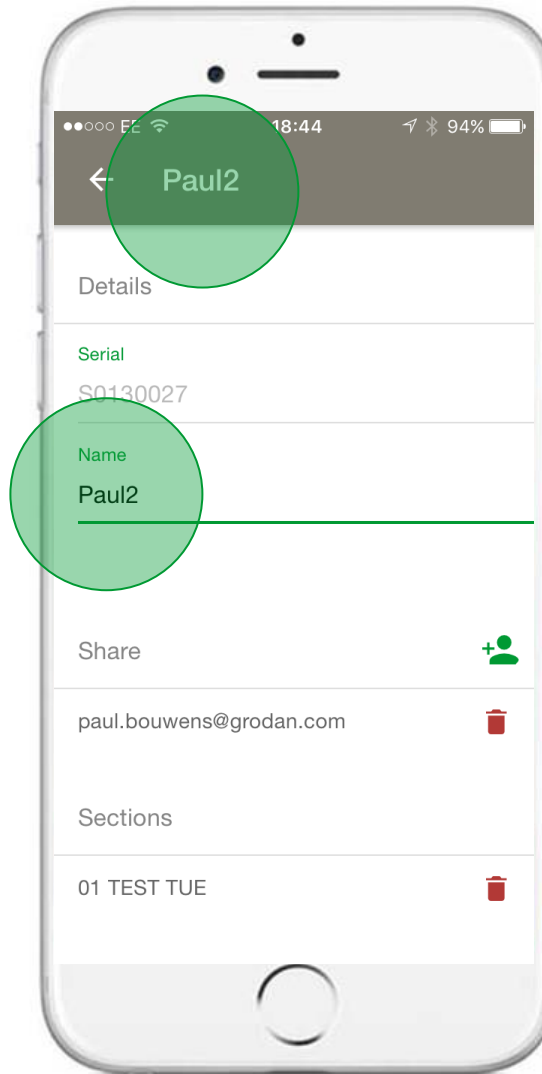 EE 18:44 94%
Paul2
Details
Serial
S0130027
Name
Paul2
Share
paul.bouwens@grodan.com
Sections
01 TEST TUE